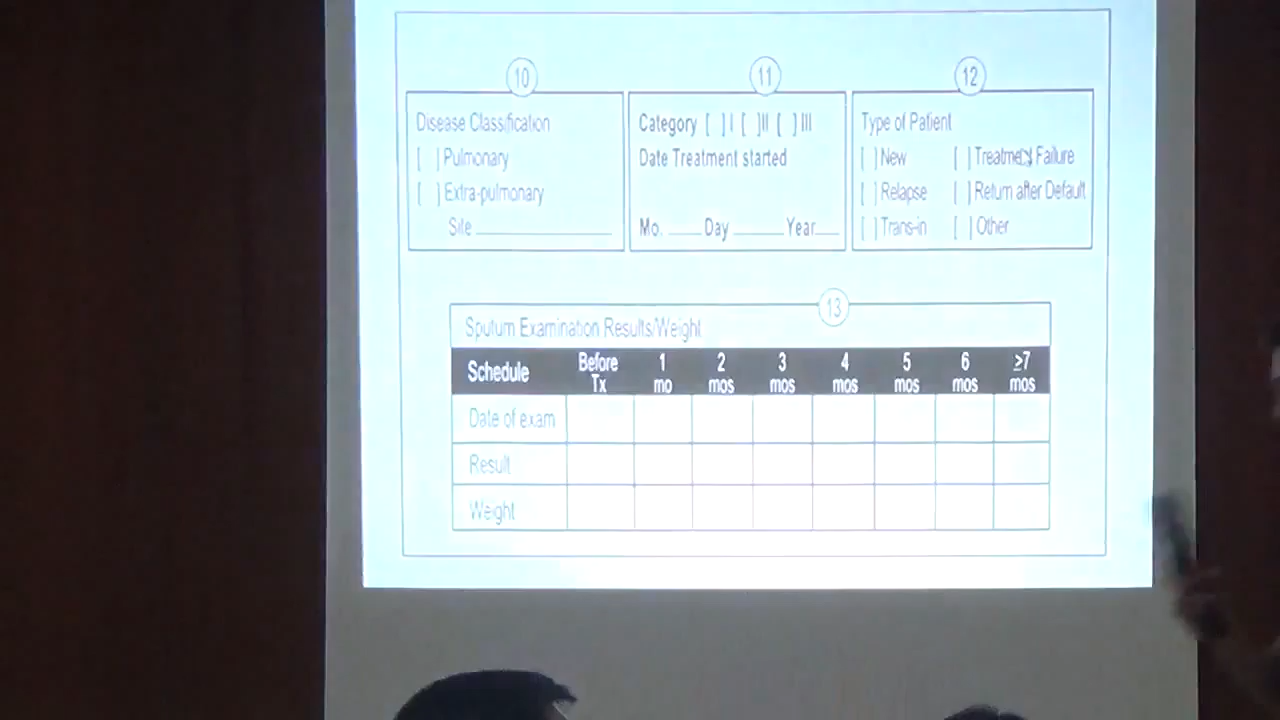 10
Disease Classification
[ ] Pulmonary
[ ] Extra-pulmonary
Site
11
Category [ ] I [ ] II [ ] III
Date Treatment started
Mo. Day Year
12
Type of Patient
[ ] New [ ] Treatment Failure
[ ] Relapse [ ] Return after Default
[ ] Trans-in [ ] Other
13
Sputum Examination Results/Weight
Schedule Before Tx 1 mo 2 mos 3 mos 4 mos 5 mos 6 mos ≥7 mos
Date of exam
Result
Weight